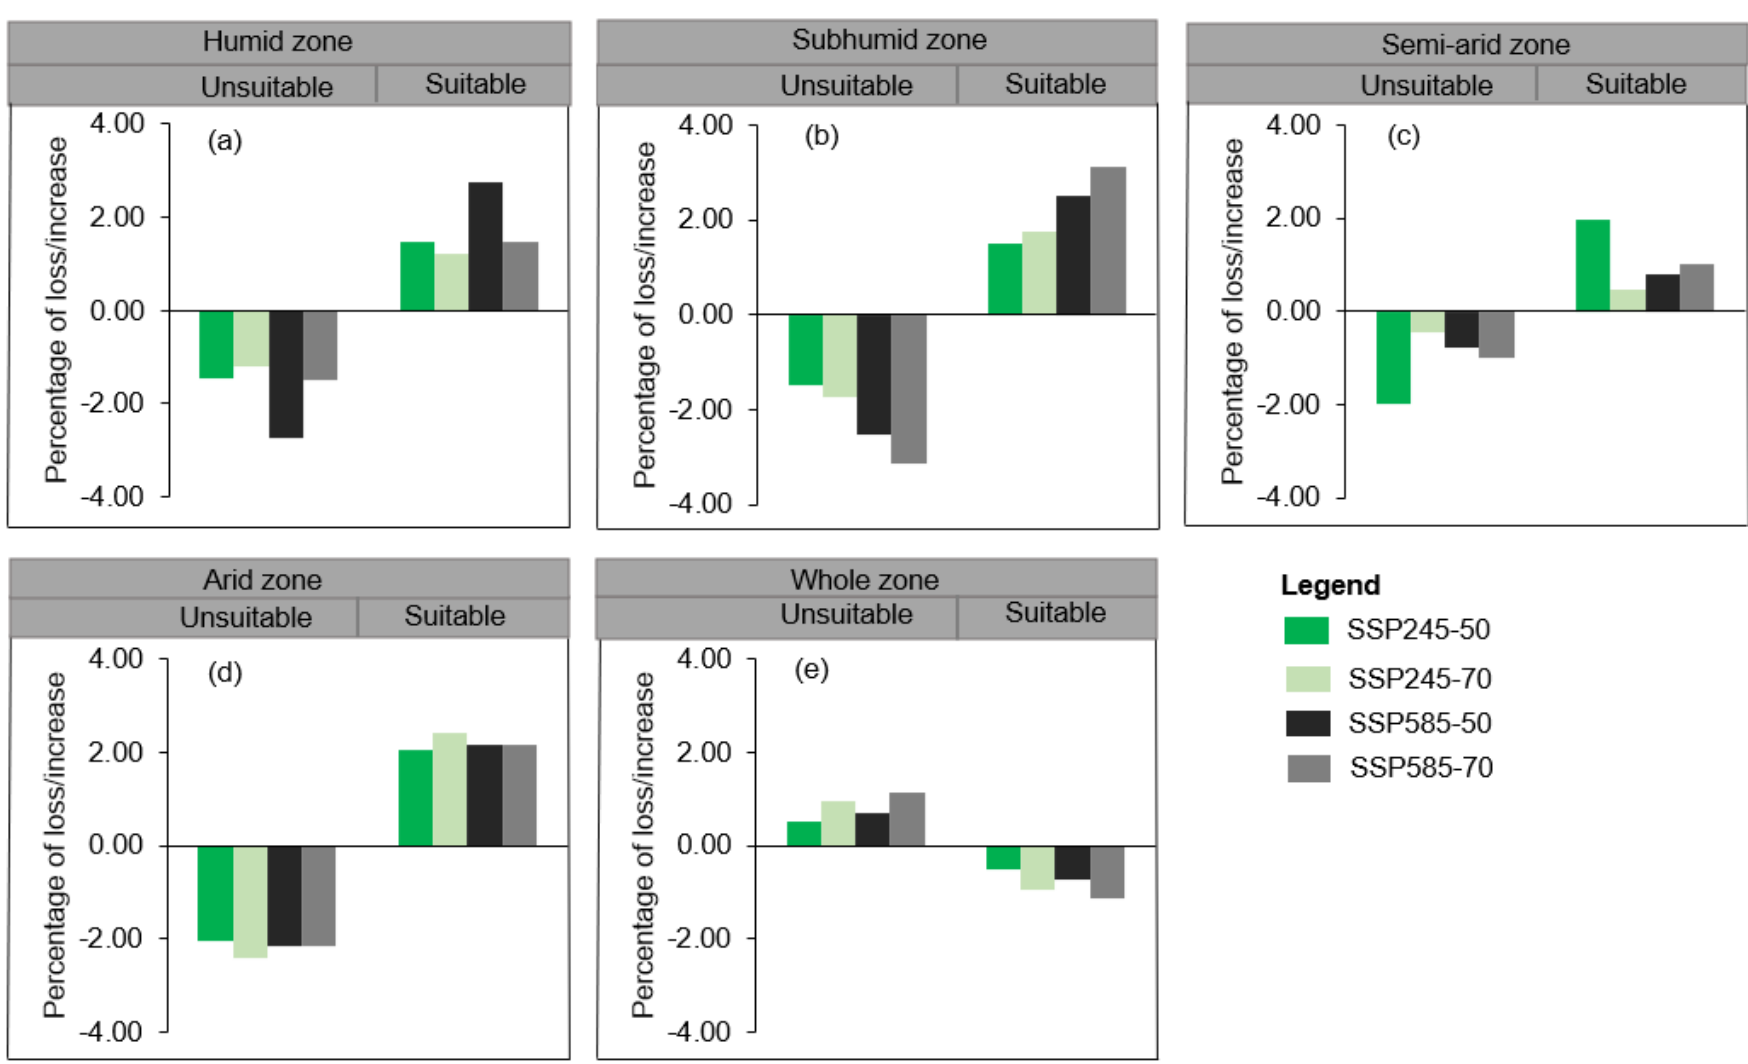 Humid zone
Unsuitable Suitable
(a)
Percentage of loss/increase
4.00
2.00
0.00
-2.00
-4.00
Subhumid zone
Unsuitable Suitable
(b)
Percentage of loss/increase
4.00
2.00
0.00
-2.00
-4.00
Semi-arid zone
Unsuitable Suitable
(c)
Percentage of loss/increase
4.00
2.00
0.00
-2.00
-4.00
Arid zone
Unsuitable Suitable
(d)
Percentage of loss/increase
4.00
2.00
0.00
-2.00
-4.00
Whole zone
Unsuitable Suitable
(e)
Percentage of loss/increase
4.00
2.00
0.00
-2.00
-4.00
Legend
SSP245-50
SSP245-70
SSP585-50
SSP585-70